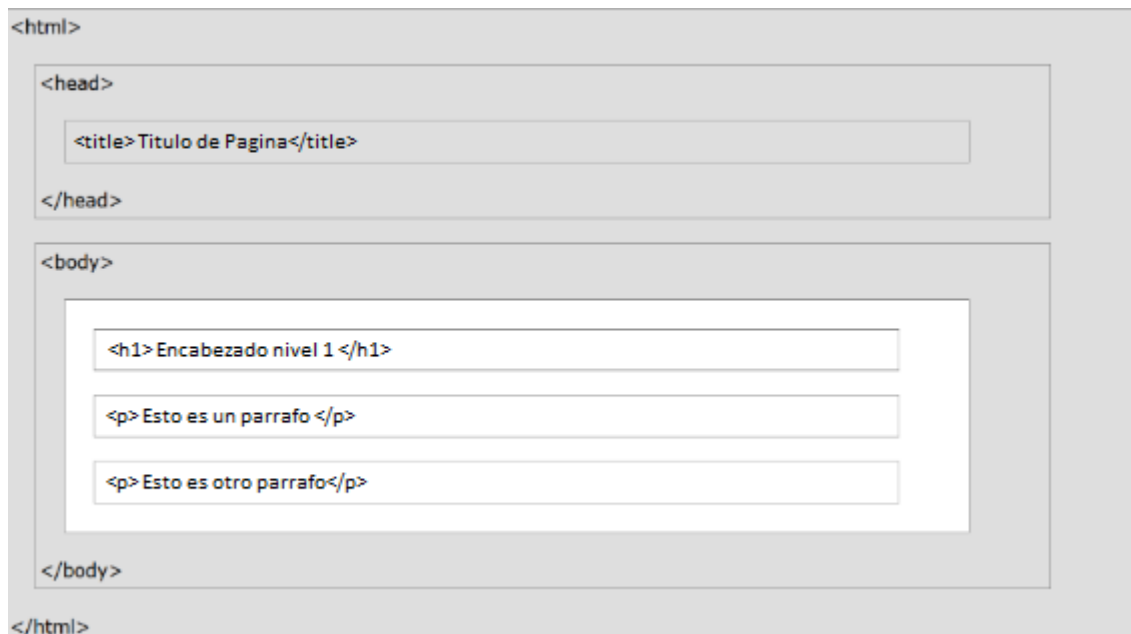 <html>
<head>
<title>Titulo de Pagina</title>
</head>
<body>
<h1>Encabezado nivel 1 </h1>
<p>Esto es un parrafo </p>
<p>Esto es otro parrafo</p>
</body>
</html>